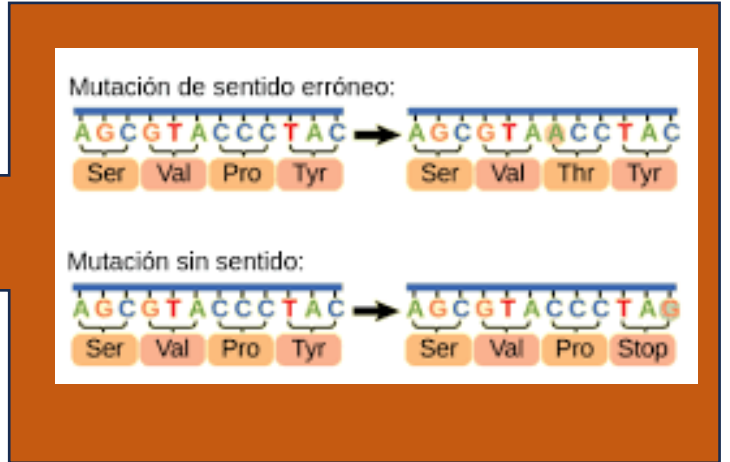 Mutación de sentido erróneo:
AGCGTACCCTAC AGCGTAACCTAC
Ser Val Pro Tyr Ser Val Thr Tyr
Mutación sin sentido:
AGCGTACCCTAC AGCGTACCCTAG
Ser Val Pro Tyr Ser Val Pro Stop